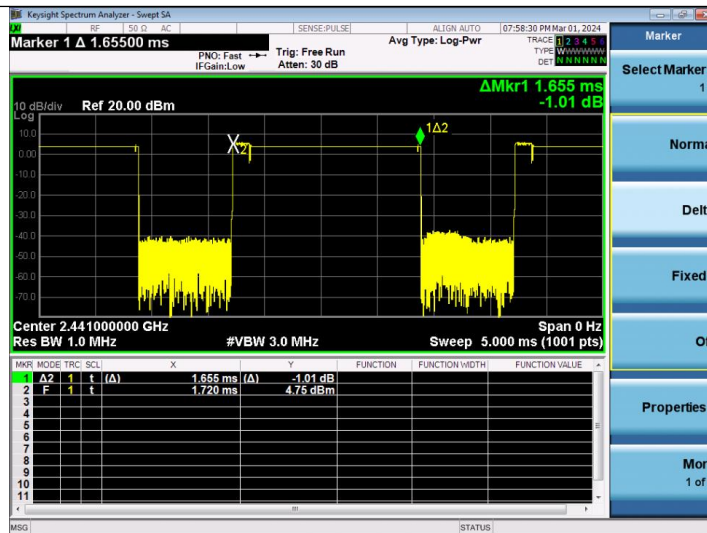 Keysight Spectrum Analyzer - Swept SA
RF 50 Ω AC SENSE:PULSE ALIGN AUTO 07:58:30 PM Mar 01, 2024
Marker 1 Δ 1.65500 ms
PNO: Fast
IFGain:Low
Trig: Free Run
Atten: 30 dB
Avg Type: Log-Pwr
TRACE 1 2 3 4 5 6
TYPE WWWWWW
DET N N N N N N
ΔMkr1 1.655 ms
-1.01 dB
10 dB/div Ref 20.00 dBm
Log
10.0
0.00
-10.0
-20.0
-30.0
-40.0
-50.0
-60.0
-70.0
X2
1Δ2
Center 2.441000000 GHz
Span 0 Hz
Res BW 1.0 MHz
#VBW 3.0 MHz
Sweep 5.000 ms (1001 pts)
MKR MODE TRC SCL X Y FUNCTION FUNCTION WIDTH FUNCTION VALUE
1 Δ2 1 t (Δ) 1.655 ms (Δ) -1.01 dB
2 F 1 t 1.720 ms 4.75 dBm
3
4
5
6
7
8
9
10
11
MSG
STATUS
Marker
Select Marker
1
Norma
Delt
Fixed
Properties
Mor
1 of